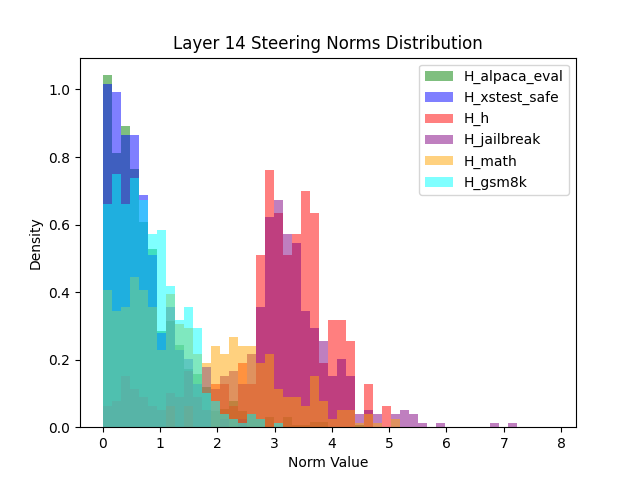 Layer 14 Steering Norms Distribution
H_alpaca_eval
H_xstest_safe
H_h
H_jailbreak
H_math
H_gsm8k
1.0
0.8
0.6
0.4
0.2
0.0
Density
0 1 2 3 4 5 6 7 8
Norm Value